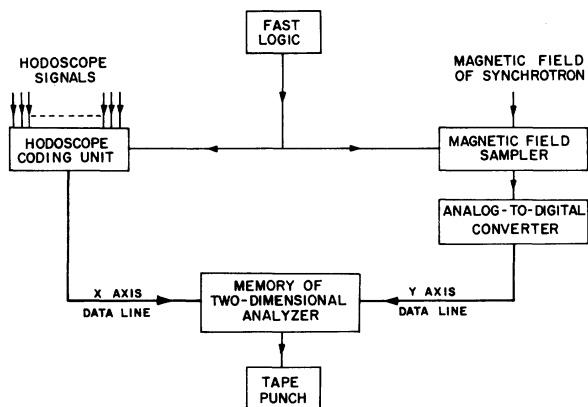 FAST
LOGIC
HODOSCOPE
SIGNALS
MAGNETIC FIELD
OF SYNCHROTRON
HODOSCOPE
CODING UNIT
MAGNETIC FIELD
SAMPLER
ANALOG-TO-DIGITAL
CONVERTER
X AXIS
DATA LINE
MEMORY OF
TWO-DIMENSIONAL
ANALYZER
Y AXIS
DATA LINE
TAPE
PUNCH